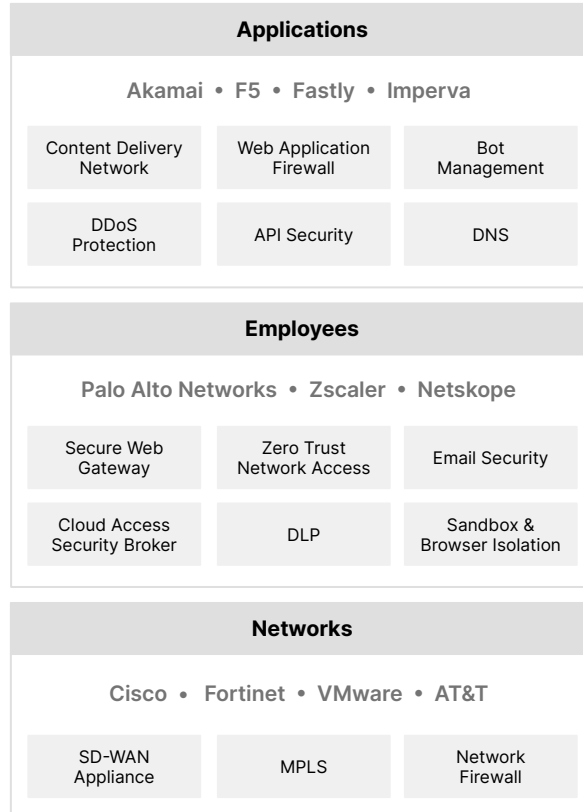 Applications
Akamai • F5 • Fastly • Imperva
Content Delivery
Network
Web Application
Firewall
Bot
Management
DDoS
Protection
API Security
DNS
Employees
Palo Alto Networks • Zscaler • Netskope
Secure Web
Gateway
Zero Trust
Network Access
Email Security
Cloud Access
Security Broker
DLP
Sandbox &
Browser Isolation
Networks
Cisco • Fortinet • VMware • AT&T
SD-WAN
Appliance
MPLS
Network
Firewall